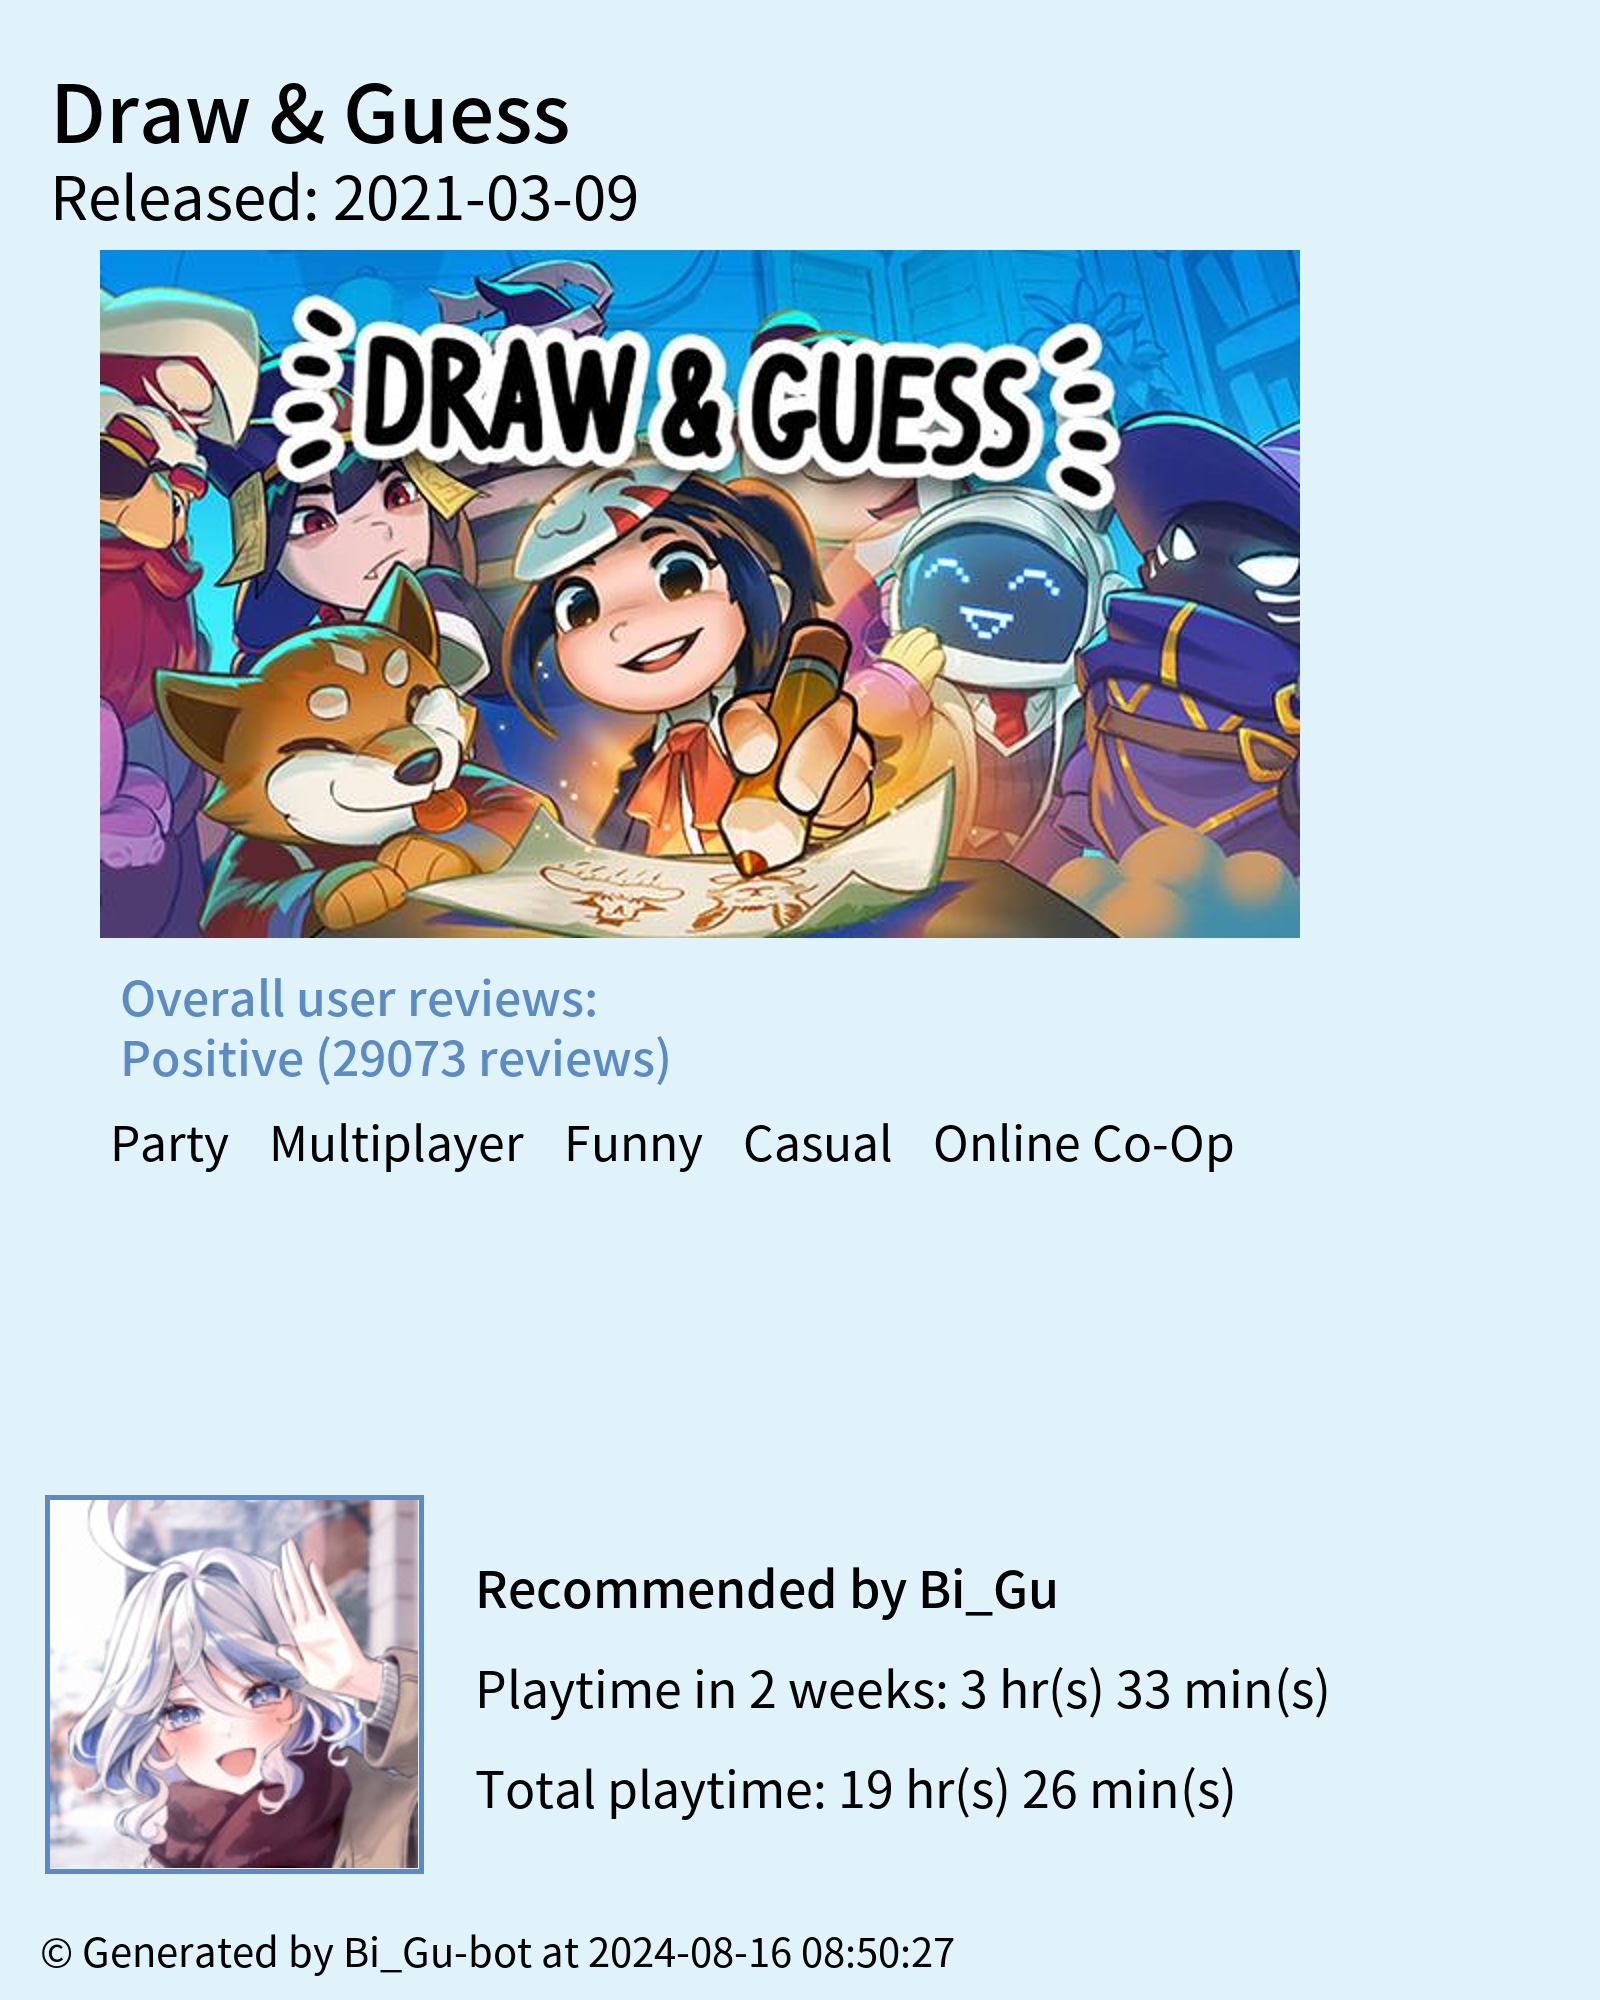 Draw & Guess
Released: 2021-03-09
DRAW & GUESS
Overall user reviews:
Positive (29073 reviews)
Party Multiplayer Funny Casual Online Co-Op
Recommended by Bi_Gu
Playtime in 2 weeks: 3 hr(s) 33 min(s)
Total playtime: 19 hr(s) 26 min(s)
© Generated by Bi_Gu-bot at 2024-08-16 08:50:27